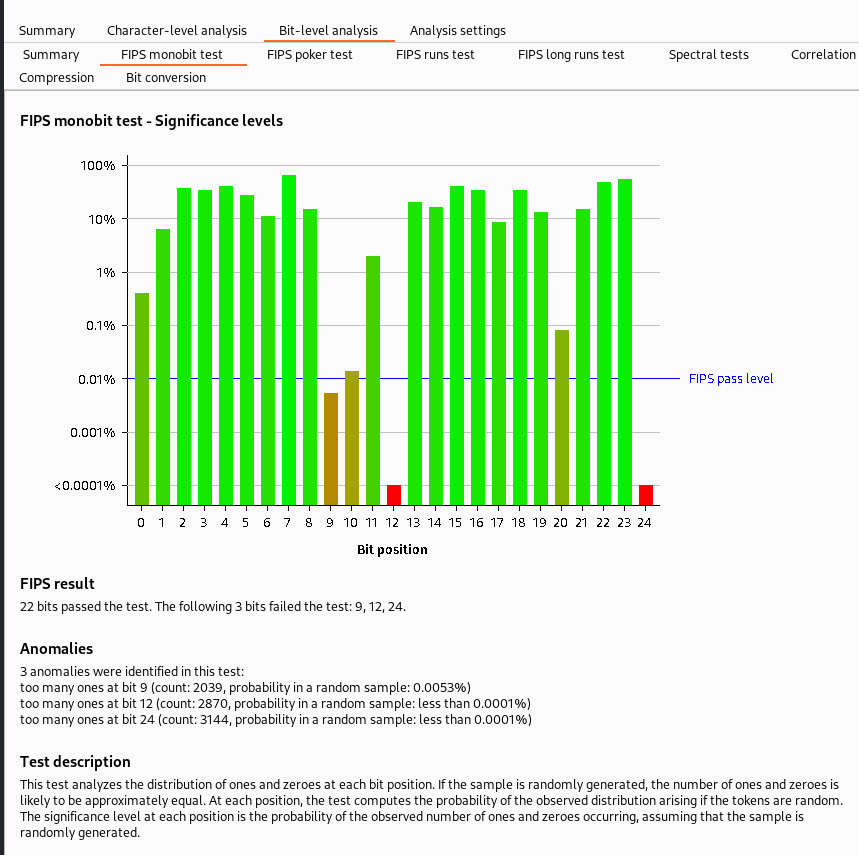 Summary Character-level analysis Bit-level analysis Analysis settings
Summary FIPS monobit test FIPS poker test FIPS runs test FIPS long runs test Spectral tests Correlation
Compression Bit conversion
FIPS monobit test - Significance levels
100%
10%
1%
0.1%
0.01% FIPS pass level
0.001%
<0.0001%
0 1 2 3 4 5 6 7 8 9 10 11 12 13 14 15 16 17 18 19 20 21 22 23 24
Bit position
FIPS result
22 bits passed the test. The following 3 bits failed the test: 9, 12, 24.
Anomalies
3 anomalies were identified in this test:
too many ones at bit 9 (count: 2039, probability in a random sample: 0.0053%)
too many ones at bit 12 (count: 2870, probability in a random sample: less than 0.0001%)
too many ones at bit 24 (count: 3144, probability in a random sample: less than 0.0001%)
Test description
This test analyzes the distribution of ones and zeroes at each bit position. If the sample is randomly generated, the number of ones and zeroes is
likely to be approximately equal. At each position, the test computes the probability of the observed distribution arising if the tokens are random.
The significance level at each position is the probability of the observed number of ones and zeroes occurring, assuming that the sample is
randomly generated.